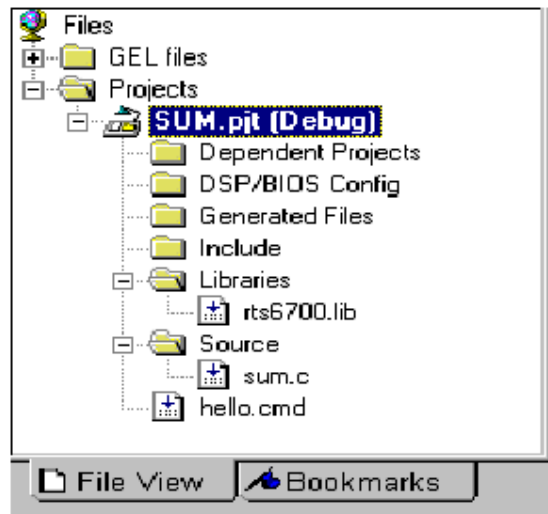 Files
GEL files
Projects
SUM.pjt (Debug)
Dependent Projects
DSP/BIOS Config
Generated Files
Include
Libraries
rts6700.lib
Source
sum.c
hello.cmd
File View Bookmarks